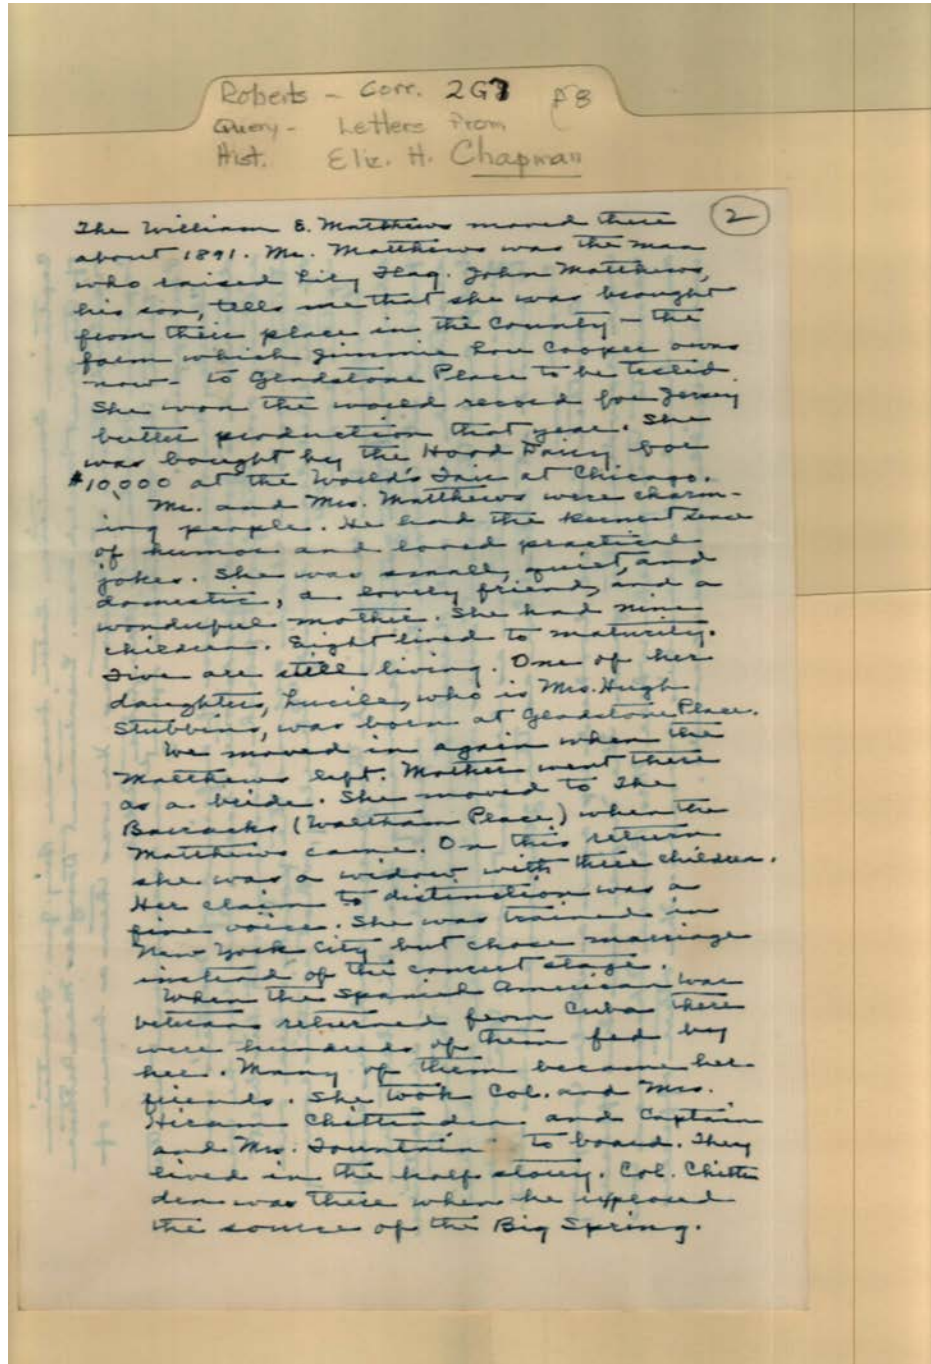 Roberts - Corr. 2G7 P8
Query - Letters From
Hist. Eliz. H. Chapman
2
The William E. Matthews moved there
about 1891. Mr. Matthews was the man
who raised Lily Flag. John Matthews,
his son, tells me that she was brought
from their place in the County - the
farm which Jimmie Lou Cooper owns
now - to Gladstone Place to be tested.
She won the world record for Jersey
butter production that year. She
was bought by the Hood Dairy for
$10,000 at the World's Fair at Chicago.
Mr. and Mrs. Matthews were charm-
ing people. He had the keenest sense
of humor and loved practical
jokes. She was small, quiet, and
domestic, a lovely friend, and a
wonderful mother. She had nine
children. Eight lived to maturity.
Five are still living. One of her
daughters, Lucile, who is Mrs. Hugh
Stubbins, was born at Gladstone Place.
We moved in again when the
Matthews left. Mother went there
as a bride. She moved to The
Barracks (Waltham Place) when the
Matthews came. On this return
she was a widow with three children.
Her claim to distinction was a
fine voice. She was trained in
New York City but chose marriage
instead of the concert stage.
When the Spanish American war
veterans returned from Cuba there
were hundreds of them fed by
her. Many of them became her
friends. She took Col. and Mrs.
Hiram Chittenden and Captain
and Mrs. Fountain to board. They
lived in the half story. Col. Chitten
den was there when he explored
the source of the Big Spring.